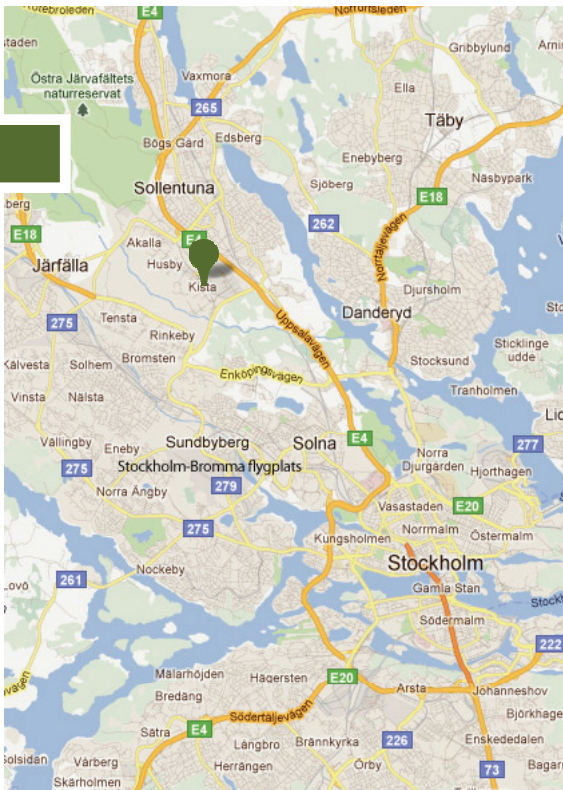 E4
Norrortsleden
Gribbylund
Östra Järvafältets
naturreservat
Vaxmora
265
Ella
Täby
Bögs Gård
Edsberg
Enebyberg
Sollentuna
Sjöberg
E18
Näsbypark
262
E18
Akalla
E4
Norrtäljevägen
Järfälla
Husby
Kista
Djursholm
275
Tensta
Rinkeby
Uppsalavägen
Danderyd
Sticklinge
udde
Kälvesta
Solhem
Bromsten
Stocksund
Enköpingsvägen
Tranholmen
Vinsta
Nälsta
Vällingby
Eneby
Sundbyberg
Solna
E4
277
275
Stockholm-Bromma flygplats
Norra
Djurgården
Hjorthagen
Norra Ängby
279
Vasastaden
E20
275
Kungsholmen
Norrmalm
Östermalm
Nockeby
Stockholm
261
Gamla Stan
Södermalm
222
Mälarhöjden
Hägersten
E20
Bredäng
Årsta
Johanneshov
Södertäljevägen
Sätra
E4
Långbro
Brännkyrka
226
Enskededalen
Vårberg
Herrängen
Örby
73
Skärholmen